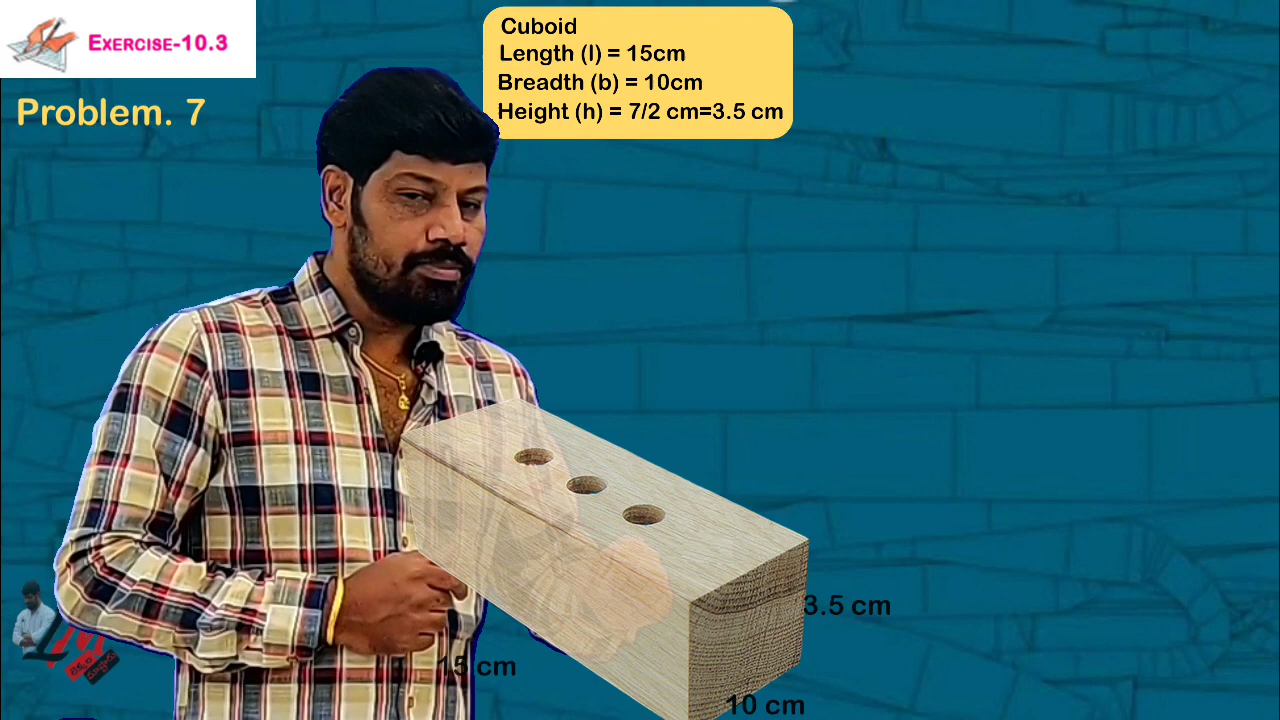 EXERCISE-10.3
Problem. 7
Cuboid
Length (l) = 15cm
Breadth (b) = 10cm
Height (h) = 7/2 cm=3.5 cm
3.5 cm
15 cm
10 cm
LM